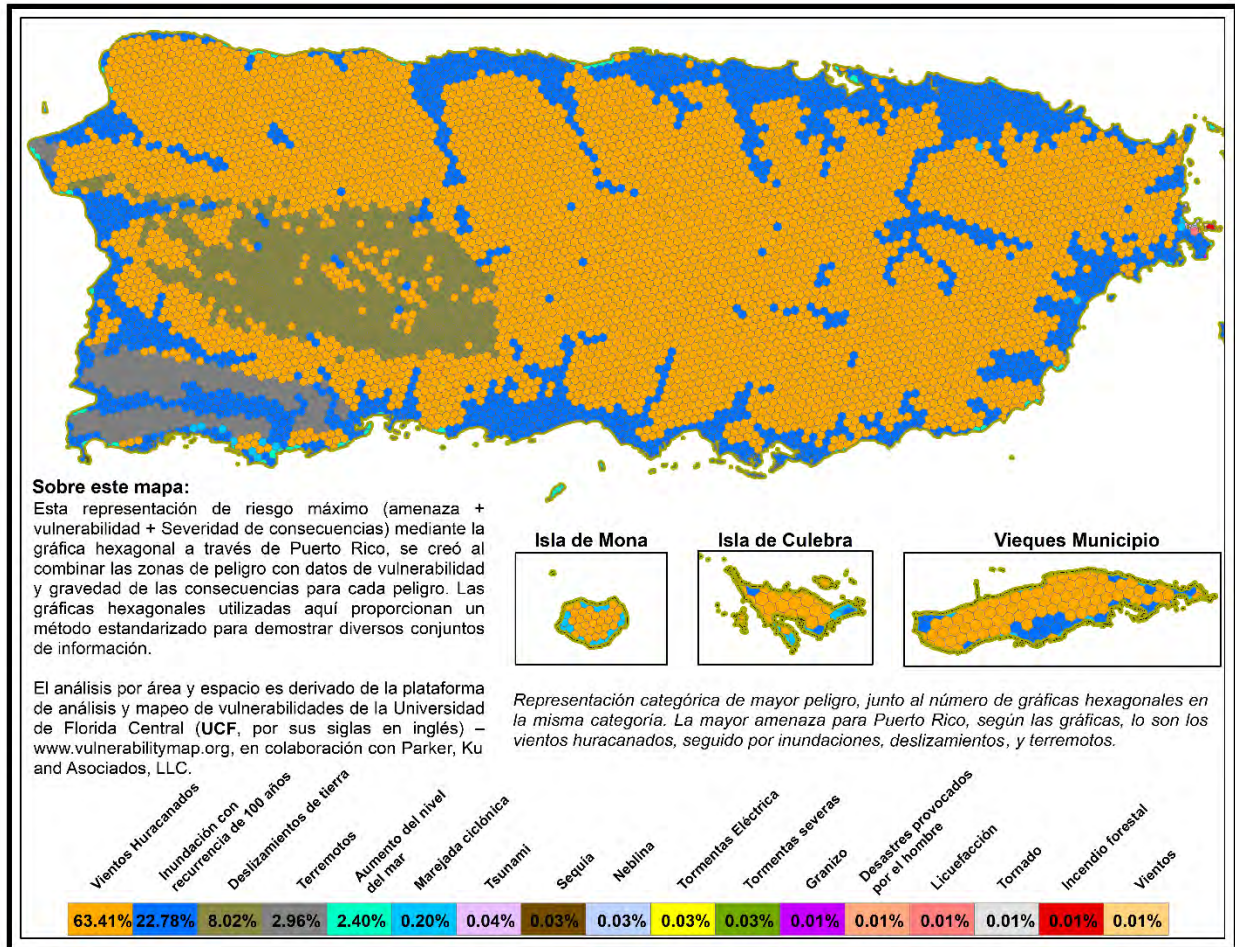 Sobre este mapa:
Esta representación de riesgo máximo (amenaza +
vulnerabilidad + Severidad de consecuencias) mediante la
gráfica hexagonal a través de Puerto Rico, se creó al
combinar las zonas de peligro con datos de vulnerabilidad
y gravedad de las consecuencias para cada peligro. Las
gráficas hexagonales utilizadas aquí proporcionan un
método estandarizado para demostrar diversos conjuntos
de información.
El análisis por área y espacio es derivado de la plataforma
de análisis y mapeo de vulnerabilidades de la Universidad
de Florida Central (UCF, por sus siglas en inglés) –
www.vulnerabilitymap.org, en colaboración con Parker, Ku
and Asociados, LLC.
Isla de Mona
Isla de Culebra
Vieques Municipio
Representación categórica de mayor peligro, junto al número de gráficas hexagonales en
la misma categoría. La mayor amenaza para Puerto Rico, según las gráficas, lo son los
vientos huracanados, seguido por inundaciones, deslizamientos, y terremotos.
Vientos Huracanados
Inundación con
recurrencia de 100 años
Deslizamientos de tierra
Terremotos
Aumento del nivel
del mar
Marejada ciclónica
Tsunami
Sequia
Neblina
Tormentas Eléctrica
Tormentas severas
Granizo
Desastres provocados
por el hombre
Licuefacción
Tornado
Incendio forestal
Vientos
63.41% 22.78% 8.02% 2.96% 2.40% 0.20% 0.04% 0.03% 0.03% 0.03% 0.03% 0.01% 0.01% 0.01% 0.01% 0.01% 0.01%